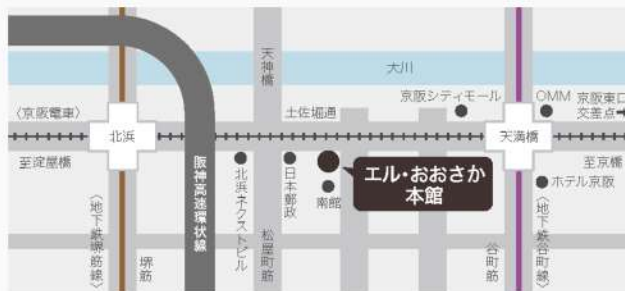 天神橋
大川
〈京阪電車〉
北浜
土佐堀通
京阪シティモール
天満橋
OMM
京阪東口
交差点
至淀屋橋
阪神高速環状線
北浜ネクストビル
日本郵政
南館
エル・おおさか
本館
至京橋
ホテル京阪
〈地下鉄堺筋線〉
堺筋
松屋町筋
谷町筋
〈地下鉄谷町線〉